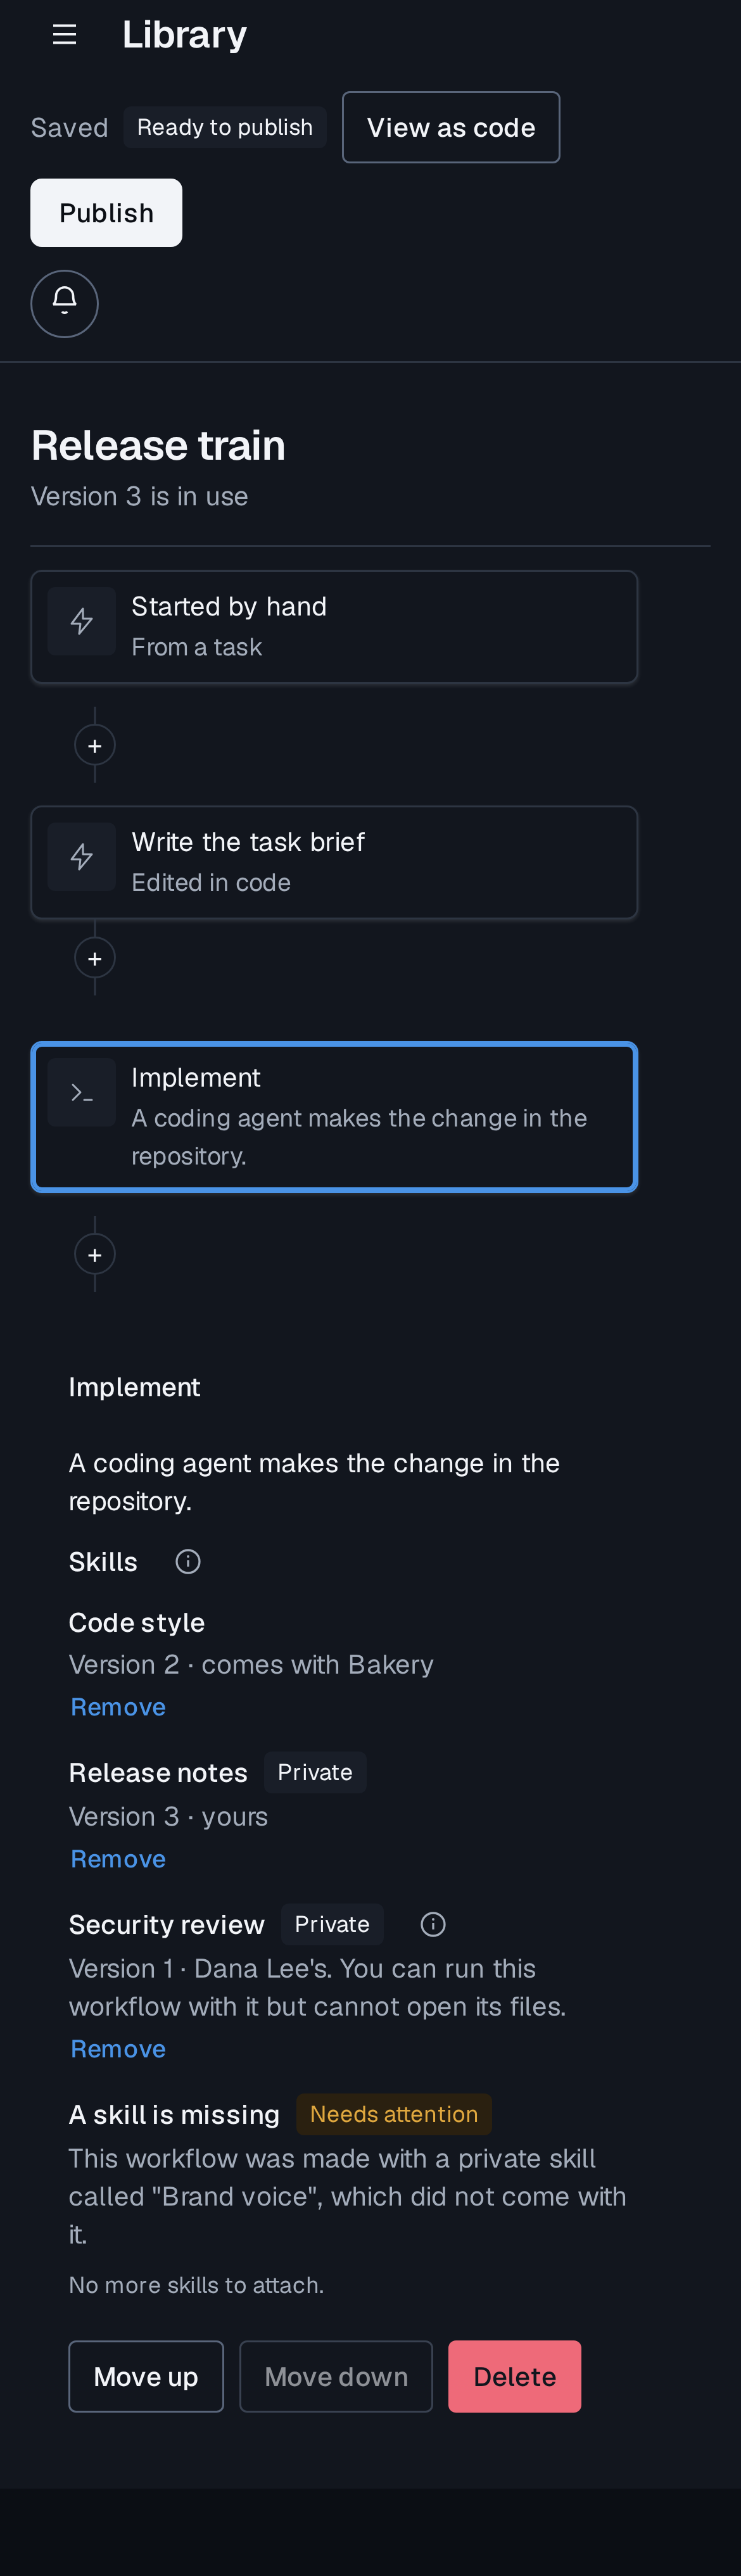 Library
Saved
Ready to publish
View as code
Publish
Release train
Version 3 is in use
Started by hand
From a task
+
Write the task brief
Edited in code
+
Implement
A coding agent makes the change in the
repository.
+
Implement
A coding agent makes the change in the
repository.
Skills
Code style
Version 2 · comes with Bakery
Remove
Release notes
Private
Version 3 · yours
Remove
Security review
Private
Version 1 · Dana Lee's. You can run this
workflow with it but cannot open its files.
Remove
A skill is missing
Needs attention
This workflow was made with a private skill
called "Brand voice", which did not come with
it.
No more skills to attach.
Move up
Move down
Delete